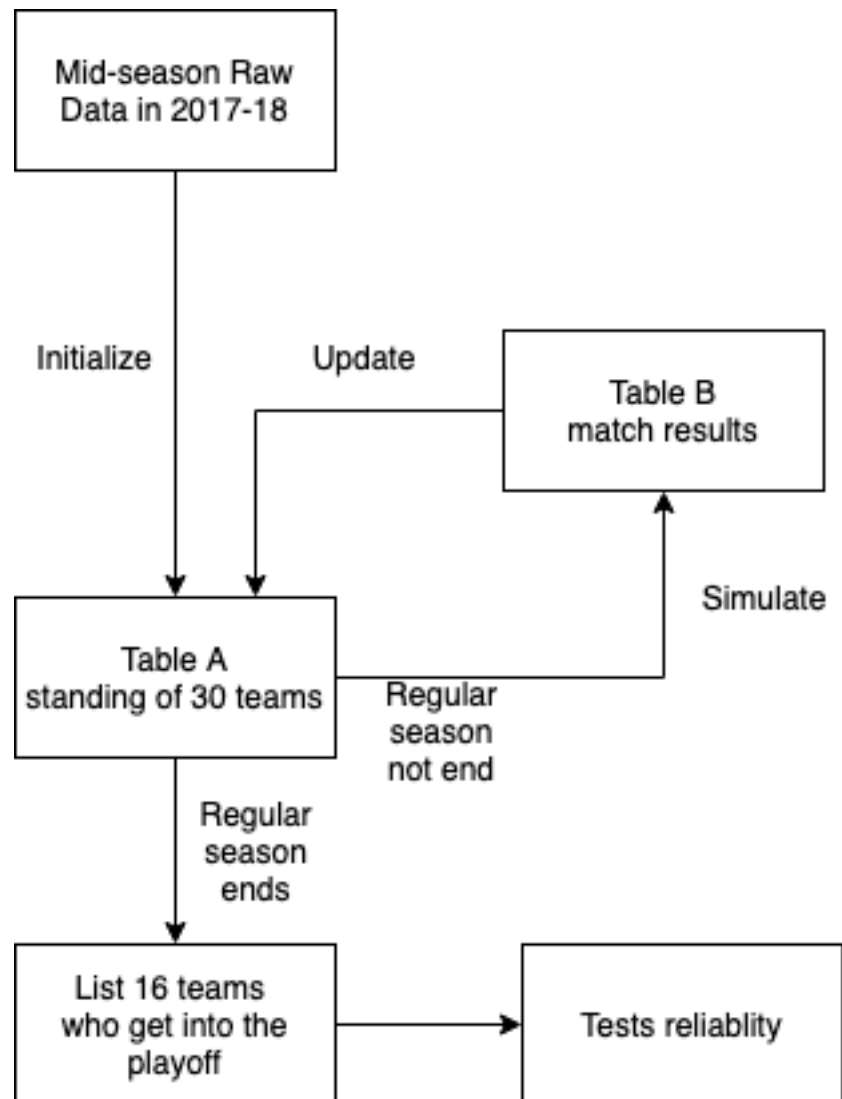 Mid-season Raw
Data in 2017-18
Initialize
Update
Table B
match results
Simulate
Table A
standing of 30 teams
Regular
season
not end
Regular
season
ends
List 16 teams
who get into the
playoff
Tests reliablity